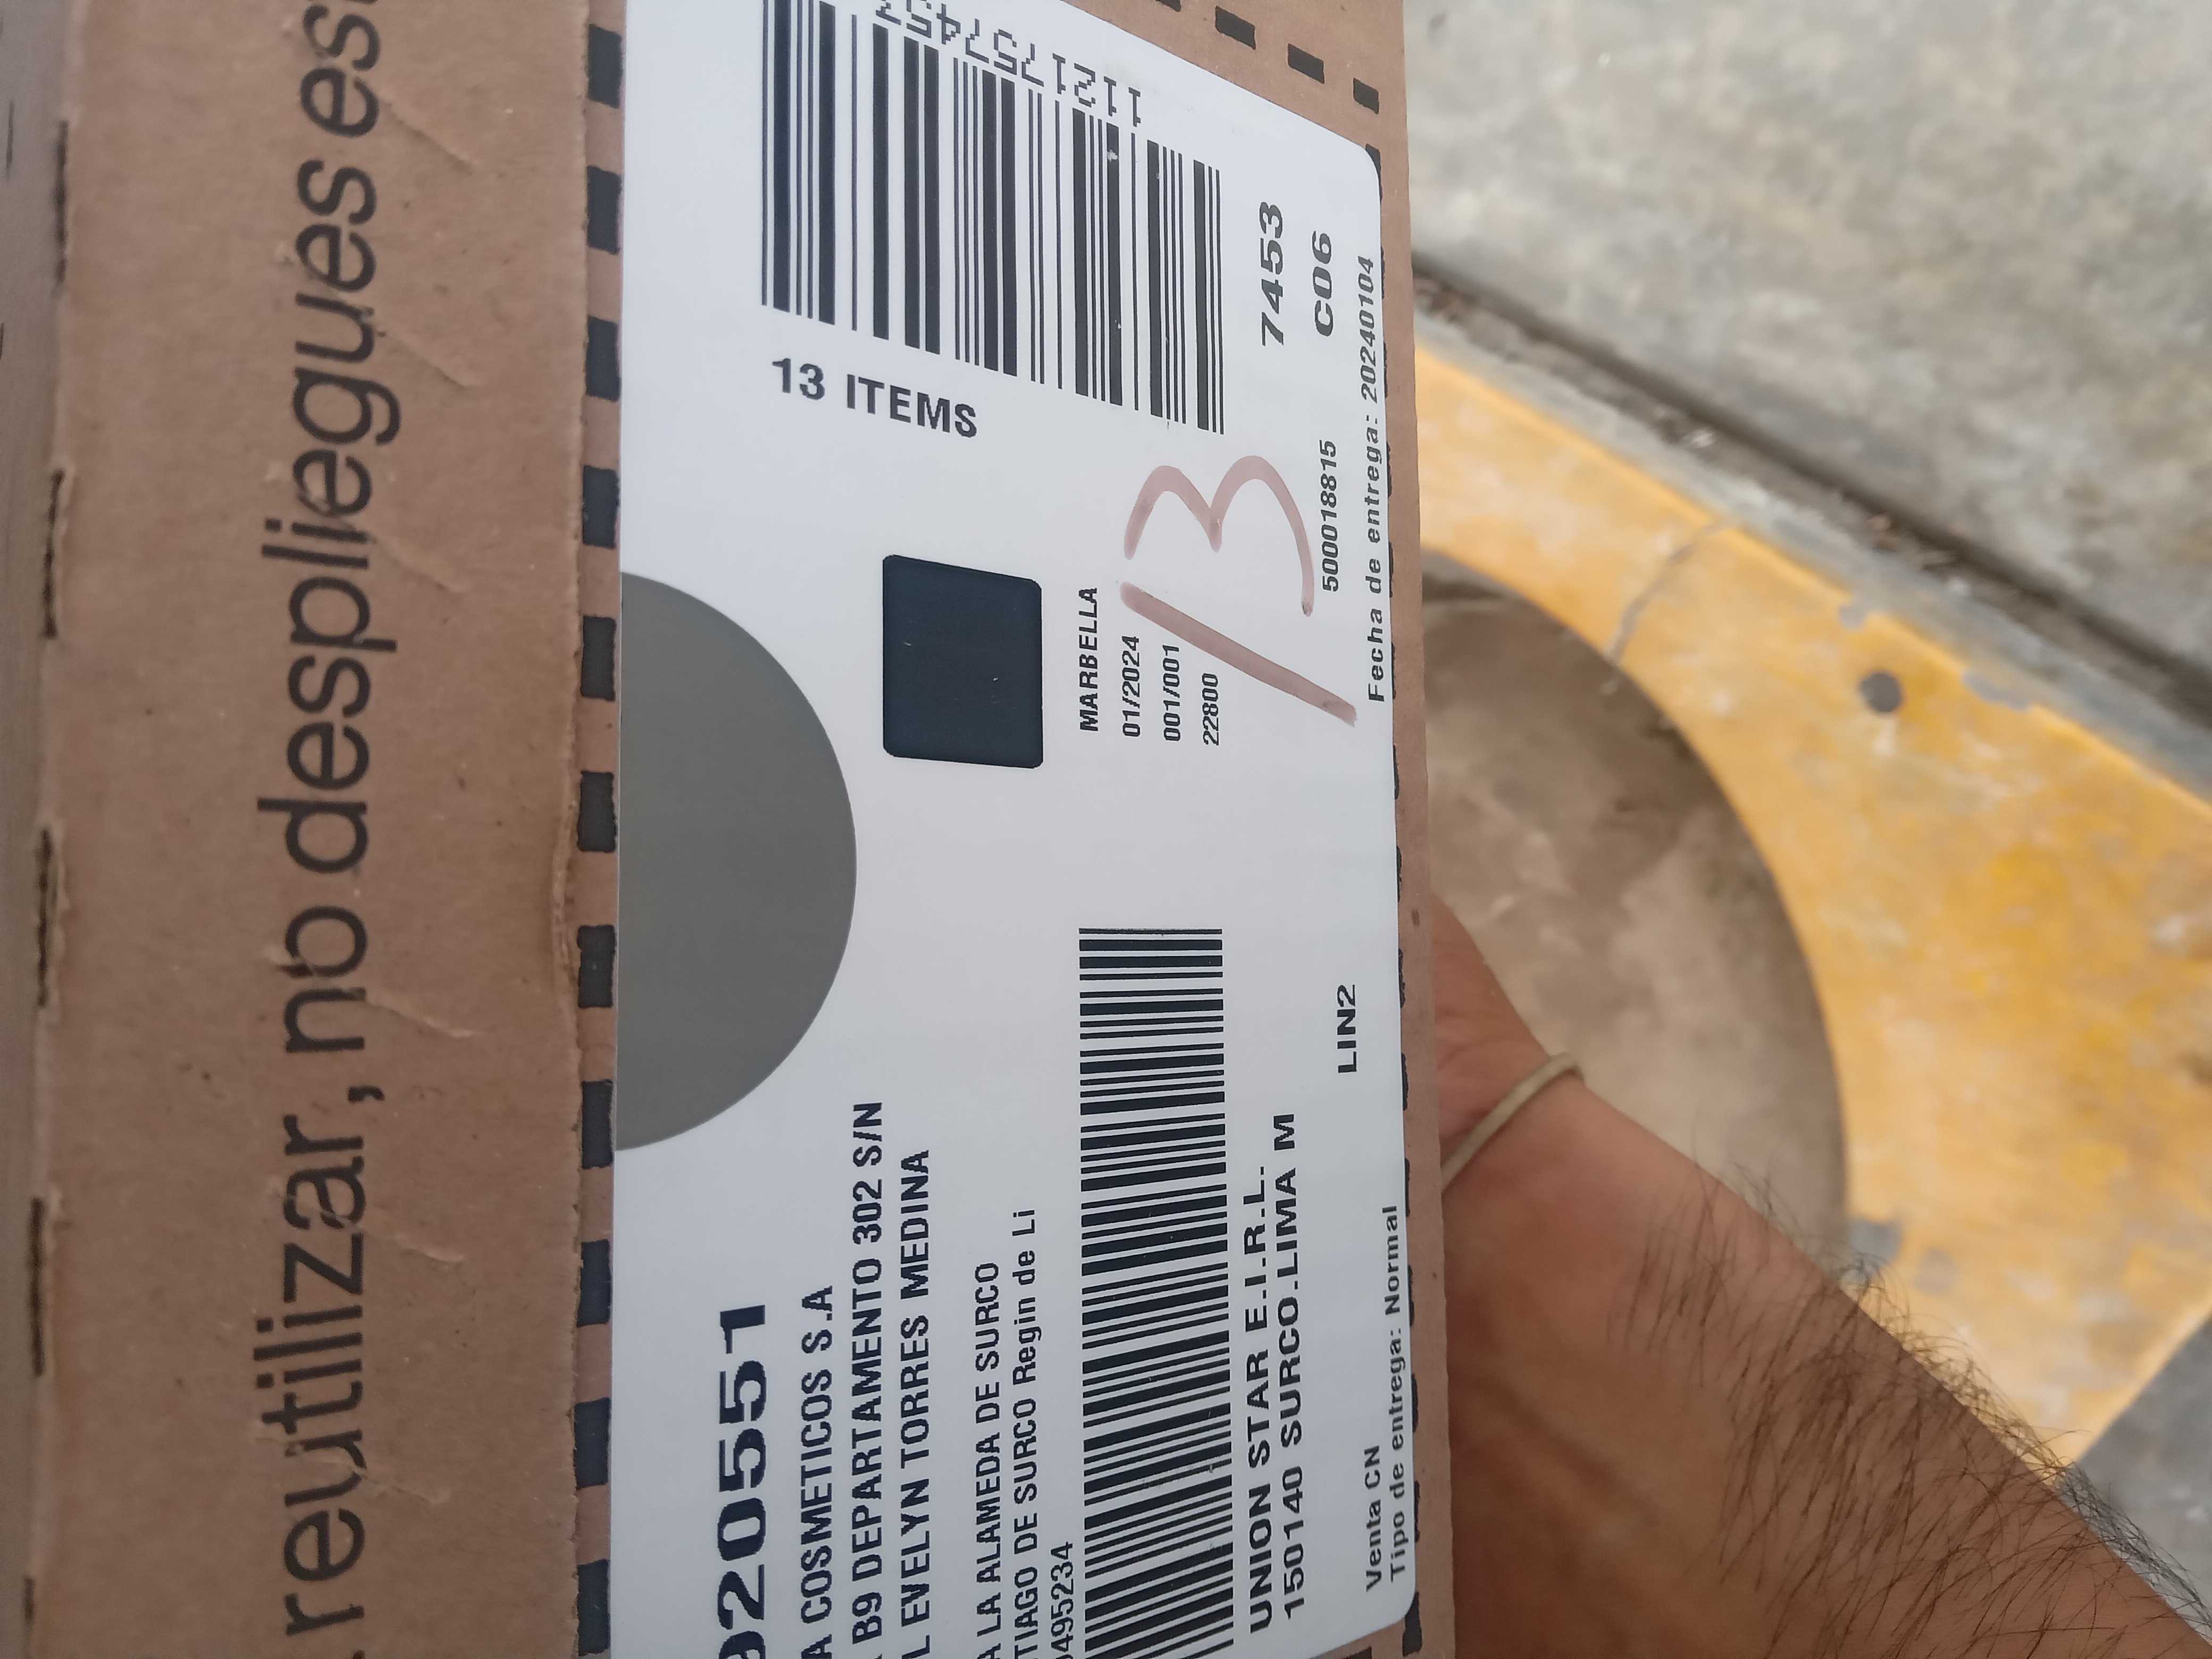 reutilizar, no despliegues es
920551
A COSMETICOS S.A
B9 DEPARTAMENTO 302 S/N
L EVELYN TORRES MEDINA
A LA ALAMEDA DE SURCO
TIAGO DE SURCO Regin de Li
495234
UNION STAR E.I.R.L.
150140 SURCO.LIMA M
LIN2
Venta CN
Tipo de entrega: Normal
MARBELLA
01/2024
001/001
22800
13
13 ITEMS
1121757453
7453
C06
500018815
Fecha de entrega: 20240104